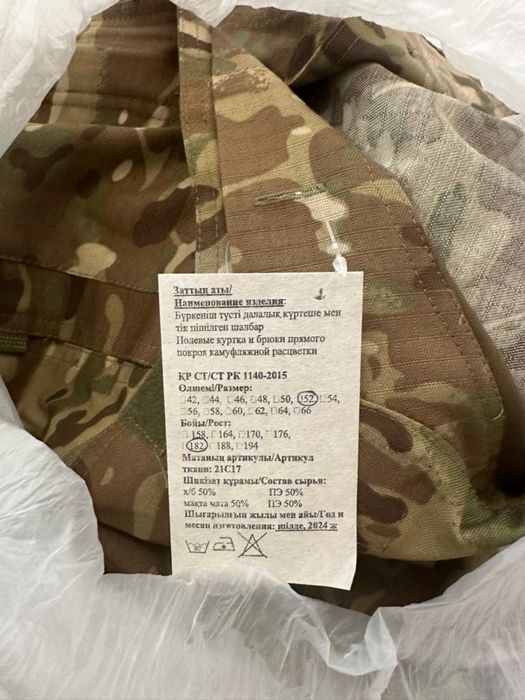 Заттың аты/
Наименование изделия:
Бүркеніш түсті далалық күртеше мен
тік пішілген шалбар
Полевые куртка и брюки прямого
покроя камуфляжной расцветки
ҚР СТ/СТ РК 1140-2015
Өлшемі/Размер:
□42, □44, □46, □48, □50, □52, □54,
□56, □58, □60, □62, □64, □66
Бойы/Рост:
□158, □164, □170, □176,
□182, □188, □194
Матаның артикулы/Артикул
ткани: 21С17
Шикізат құрамы/Состав сырья:
х/б 50% ПЭ 50%
мақта мата 50% ПЭ 50%
Шығарылған жылы мен айы/Год и
месяц изготовления: шілде, 2024 ж